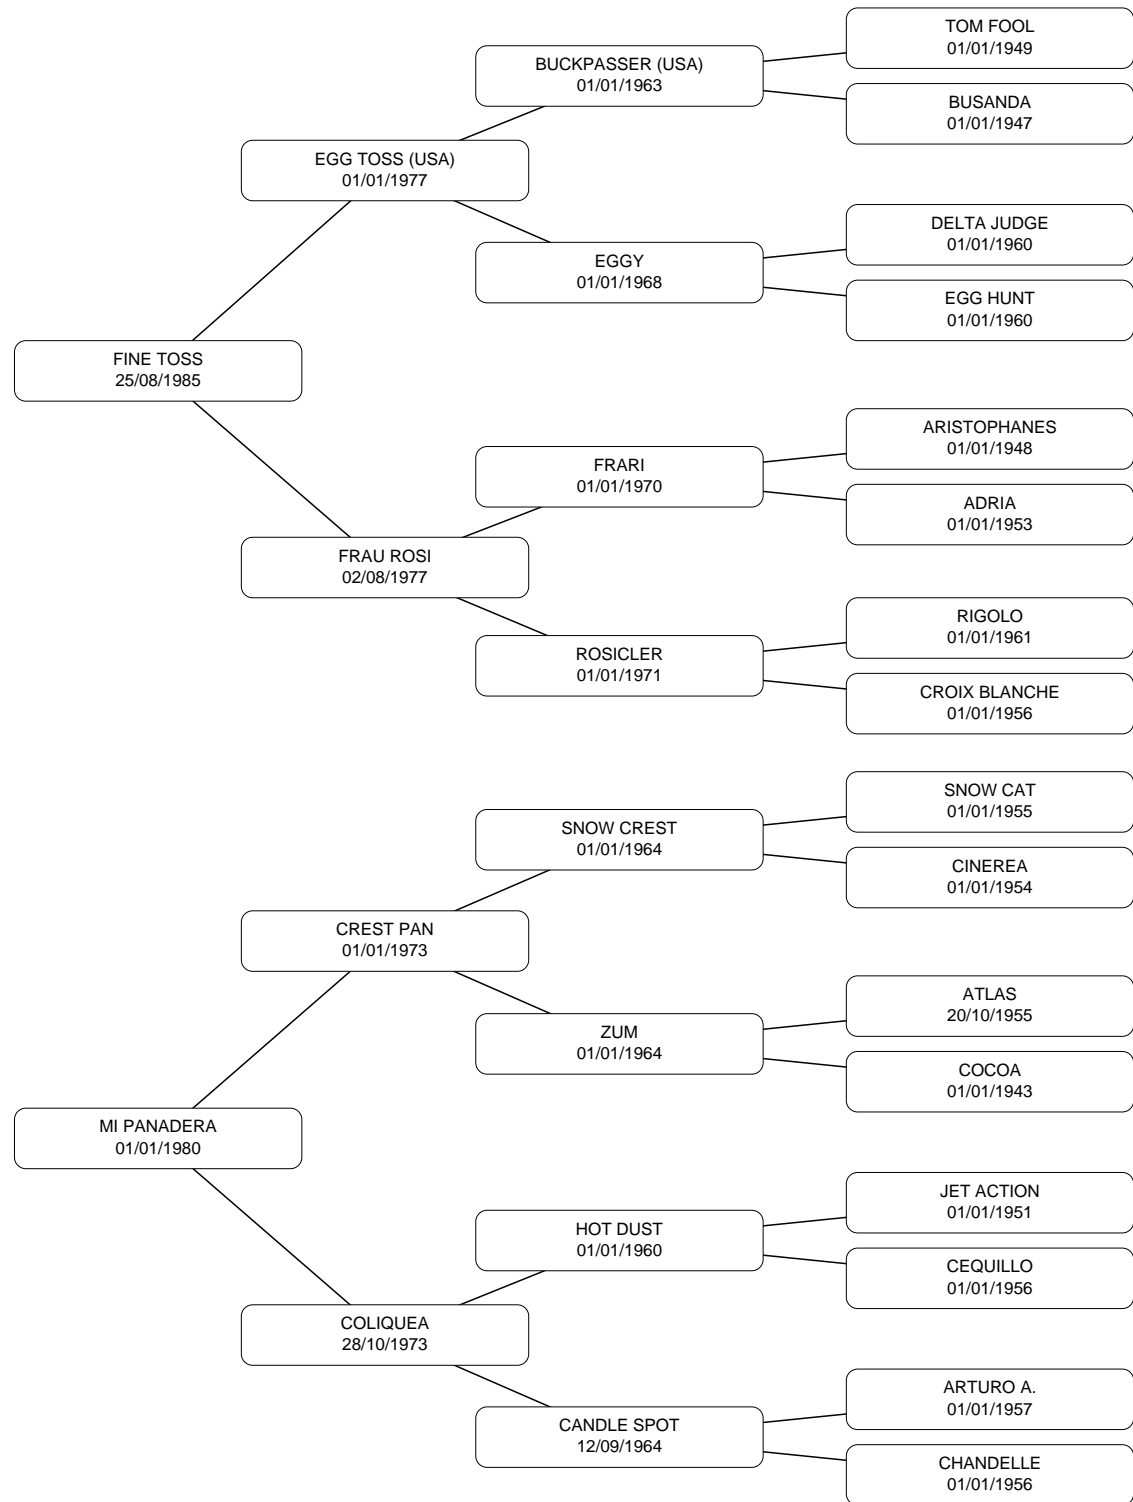 TOM FOOL
01/01/1949
BUCKPASSER (USA)
01/01/1963
BUSANDA
01/01/1947
EGG TOSS (USA)
01/01/1977
DELTA JUDGE
01/01/1960
EGGY
01/01/1968
EGG HUNT
01/01/1960
FINE TOSS
25/08/1985
ARISTOPHANES
01/01/1948
FRARI
01/01/1970
ADRIA
01/01/1953
FRAU ROSI
02/08/1977
RIGOLO
01/01/1961
ROSICLER
01/01/1971
CROIX BLANCHE
01/01/1956
SNOW CAT
01/01/1955
SNOW CREST
01/01/1964
CINEREA
01/01/1954
CREST PAN
01/01/1973
ATLAS
20/10/1955
ZUM
01/01/1964
COCOA
01/01/1943
MI PANADERA
01/01/1980
JET ACTION
01/01/1951
HOT DUST
01/01/1960
CEQUILLO
01/01/1956
COLIQUEA
28/10/1973
ARTURO A.
01/01/1957
CANDLE SPOT
12/09/1964
CHANDELLE
01/01/1956